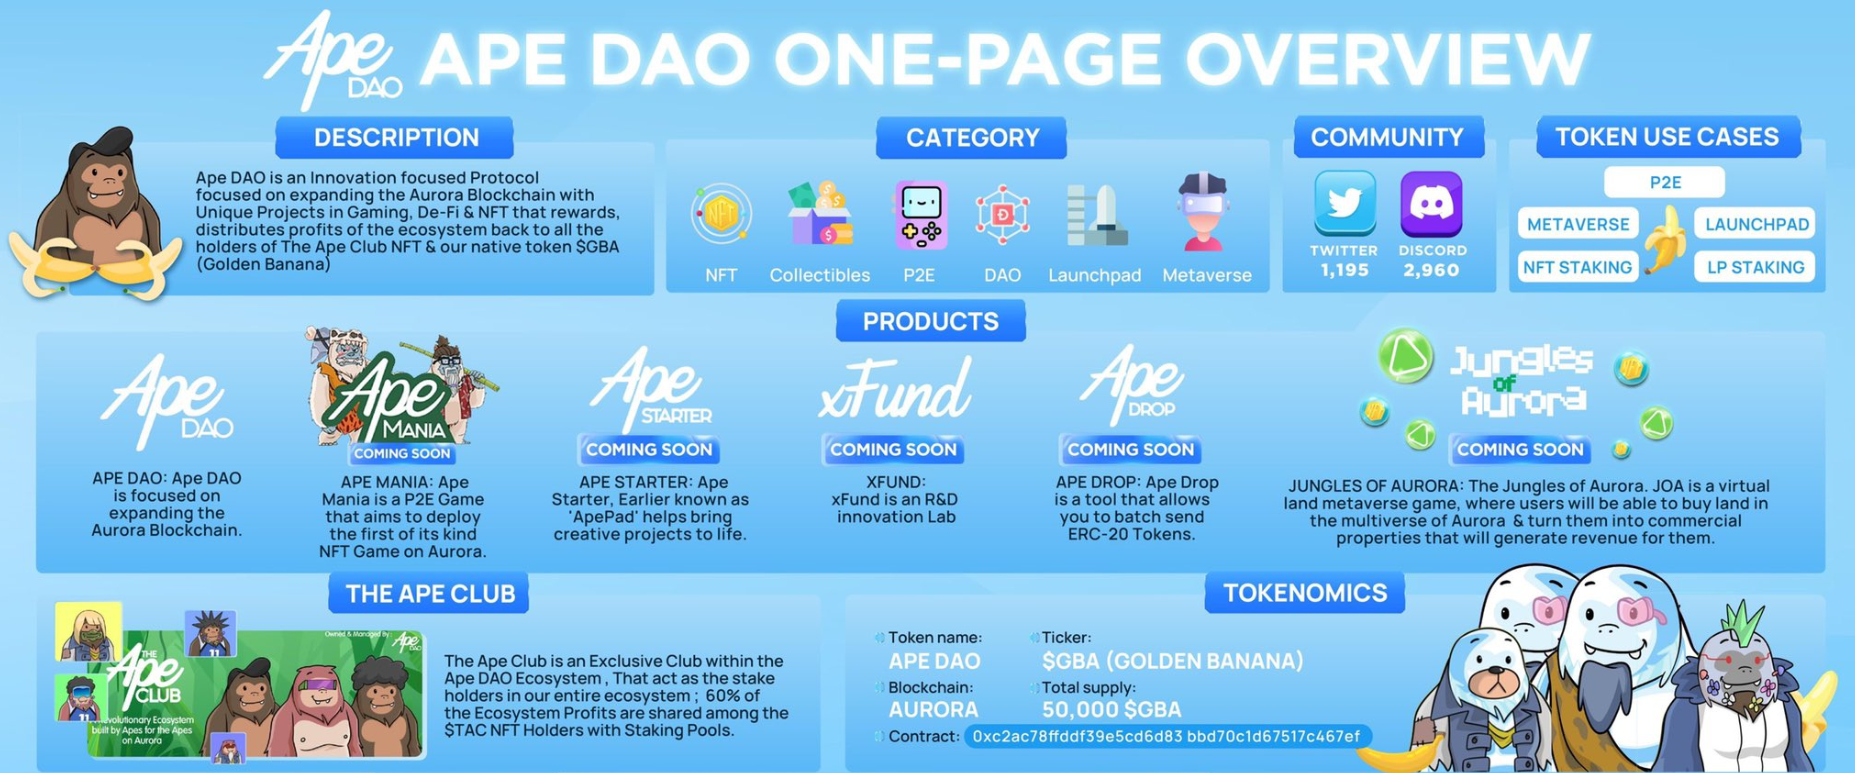 Ape DAO APE DAO ONE-PAGE OVERVIEW
DESCRIPTION
Ape DAO is an Innovation focused Protocol
focused on expanding the Aurora Blockchain with
Unique Projects in Gaming, De-Fi & NFT that rewards,
distributes profits of the ecosystem back to all the
holders of The Ape Club NFT & our native token $GBA
(Golden Banana)
CATEGORY
NFT
NFT
Collectibles
P2E
DAO
Launchpad
Metaverse
COMMUNITY
TWITTER
1,195
DISCORD
2,960
TOKEN USE CASES
P2E
METAVERSE
LAUNCHPAD
NFT STAKING
LP STAKING
PRODUCTS
Ape
DAO
APE DAO: Ape DAO
is focused on
expanding the
Aurora Blockchain.
Ape
MANIA
COMING SOON
APE MANIA: Ape
Mania is a P2E Game
that aims to deploy
the first of its kind
NFT Game on Aurora.
Ape
STARTER
COMING SOON
APE STARTER: Ape
Starter, Earlier known as
'ApePad' helps bring
creative projects to life.
xFund
COMING SOON
XFUND:
xFund is an R&D
innovation Lab
Ape
DROP
COMING SOON
APE DROP: Ape Drop
is a tool that allows
you to batch send
ERC-20 Tokens.
Jungles
of
Aurora
COMING SOON
JUNGLES OF AURORA: The Jungles of Aurora. JOA is a virtual
land metaverse game, where users will be able to buy land in
the multiverse of Aurora & turn them into commercial
properties that will generate revenue for them.
THE APE CLUB
Owned & Managed by: Ape
DAO
THE
Ape
CLUB
11
11
evolutionary Ecosystem
built by Apes for the Apes
on Aurora
The Ape Club is an Exclusive Club within the
Ape DAO Ecosystem , That act as the stake
holders in our entire ecosystem ; 60% of
the Ecosystem Profits are shared among the
$TAC NFT Holders with Staking Pools.
TOKENOMICS
Token name:
APE DAO
Ticker:
$GBA (GOLDEN BANANA)
Blockchain:
AURORA
Total supply:
50,000 $GBA
Contract: 0xc2ac78ffddf39e5cd6d83 bbd70c1d67517c467ef